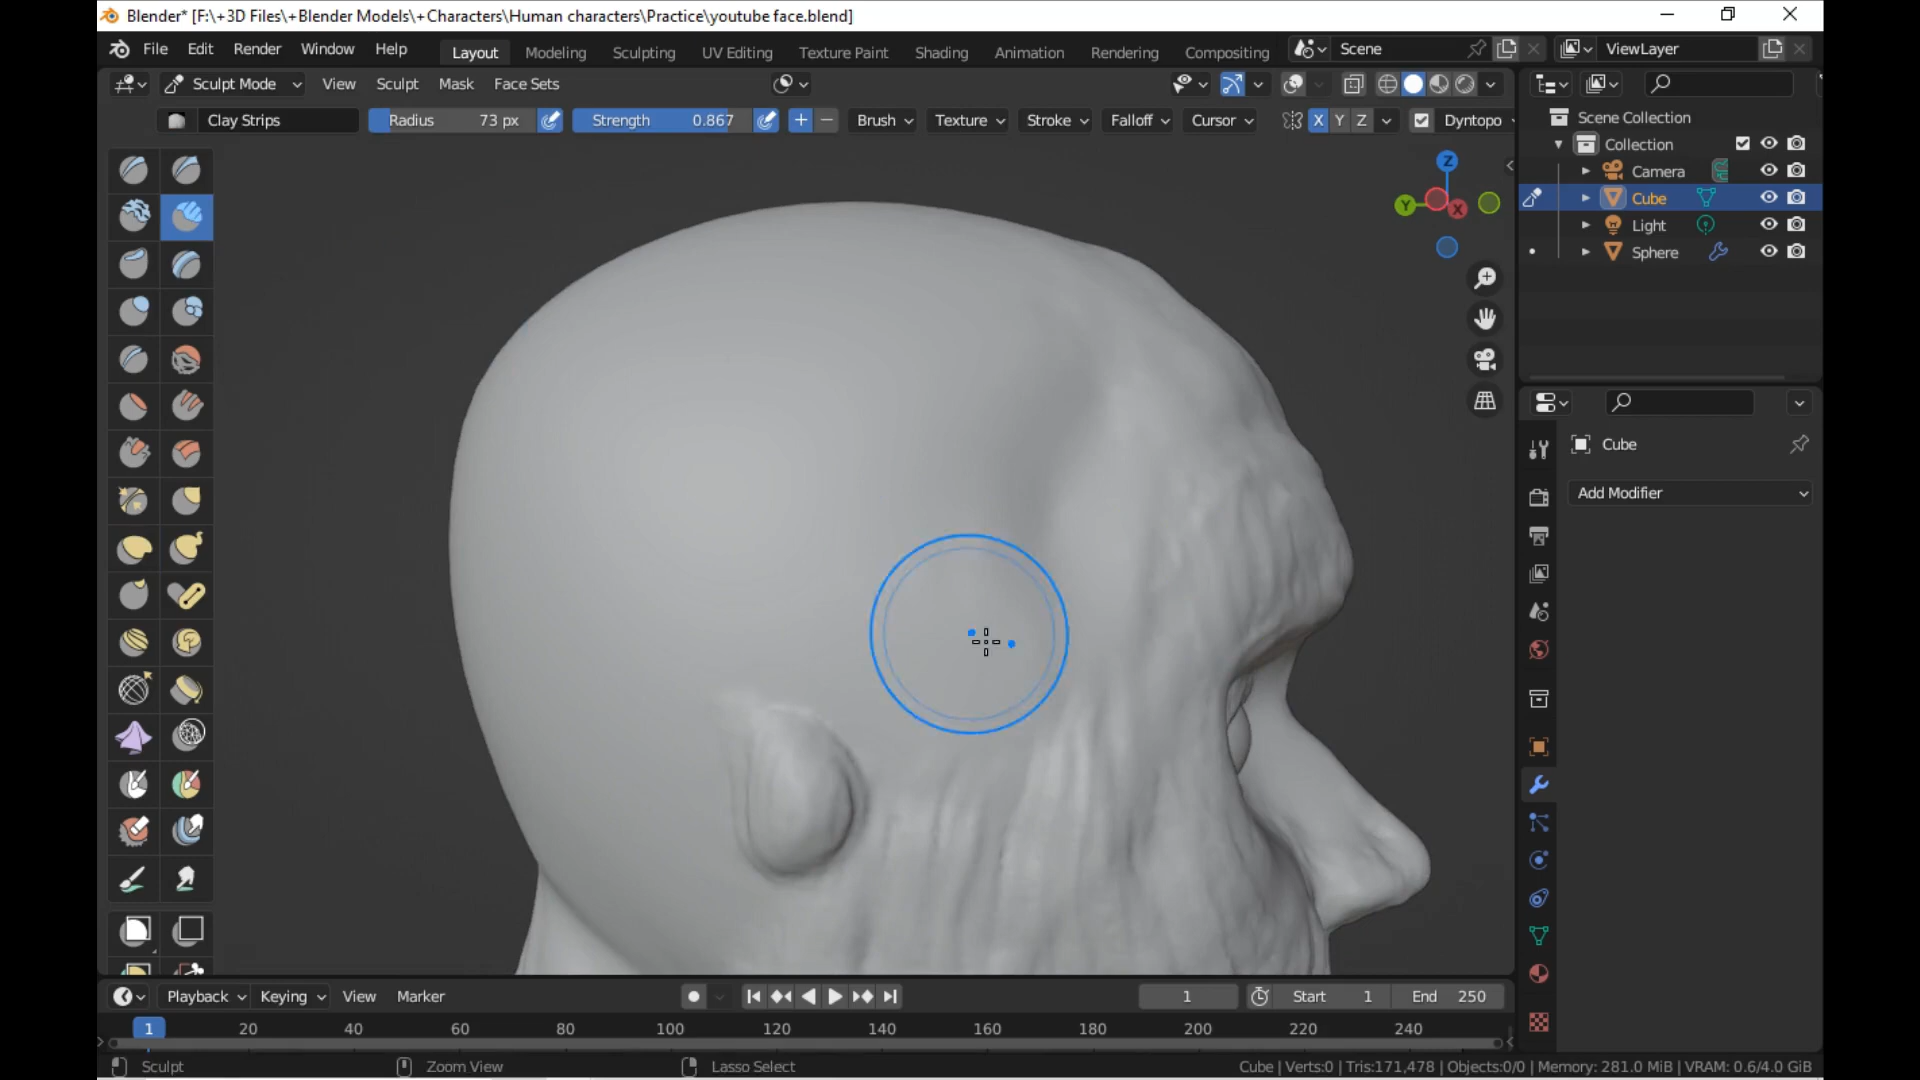 Blender* [F:\+3D Files\+Blender Models\+Characters\Human characters\Practice\youtube face.blend]
File Edit Render Window Help Layout Modeling Sculpting UV Editing Texture Paint Shading Animation Rendering Compositing Scene ViewLayer
Sculpt Mode View Sculpt Mask Face Sets
Clay Strips Radius 73 px Strength 0.867 Brush Texture Stroke Falloff Cursor X Y Z Dyntopo
Scene Collection
Collection
Camera
Cube
Light
Sphere
Z
Y X
Cube
Add Modifier
Playback Keying View Marker 1 Start 1 End 250
1 20 40 60 80 100 120 140 160 180 200 220 240
Sculpt Zoom View Lasso Select Cube | Verts:0 | Tris:171,478 | Objects:0/0 | Memory: 281.0 MiB | VRAM: 0.6/4.0 GiB